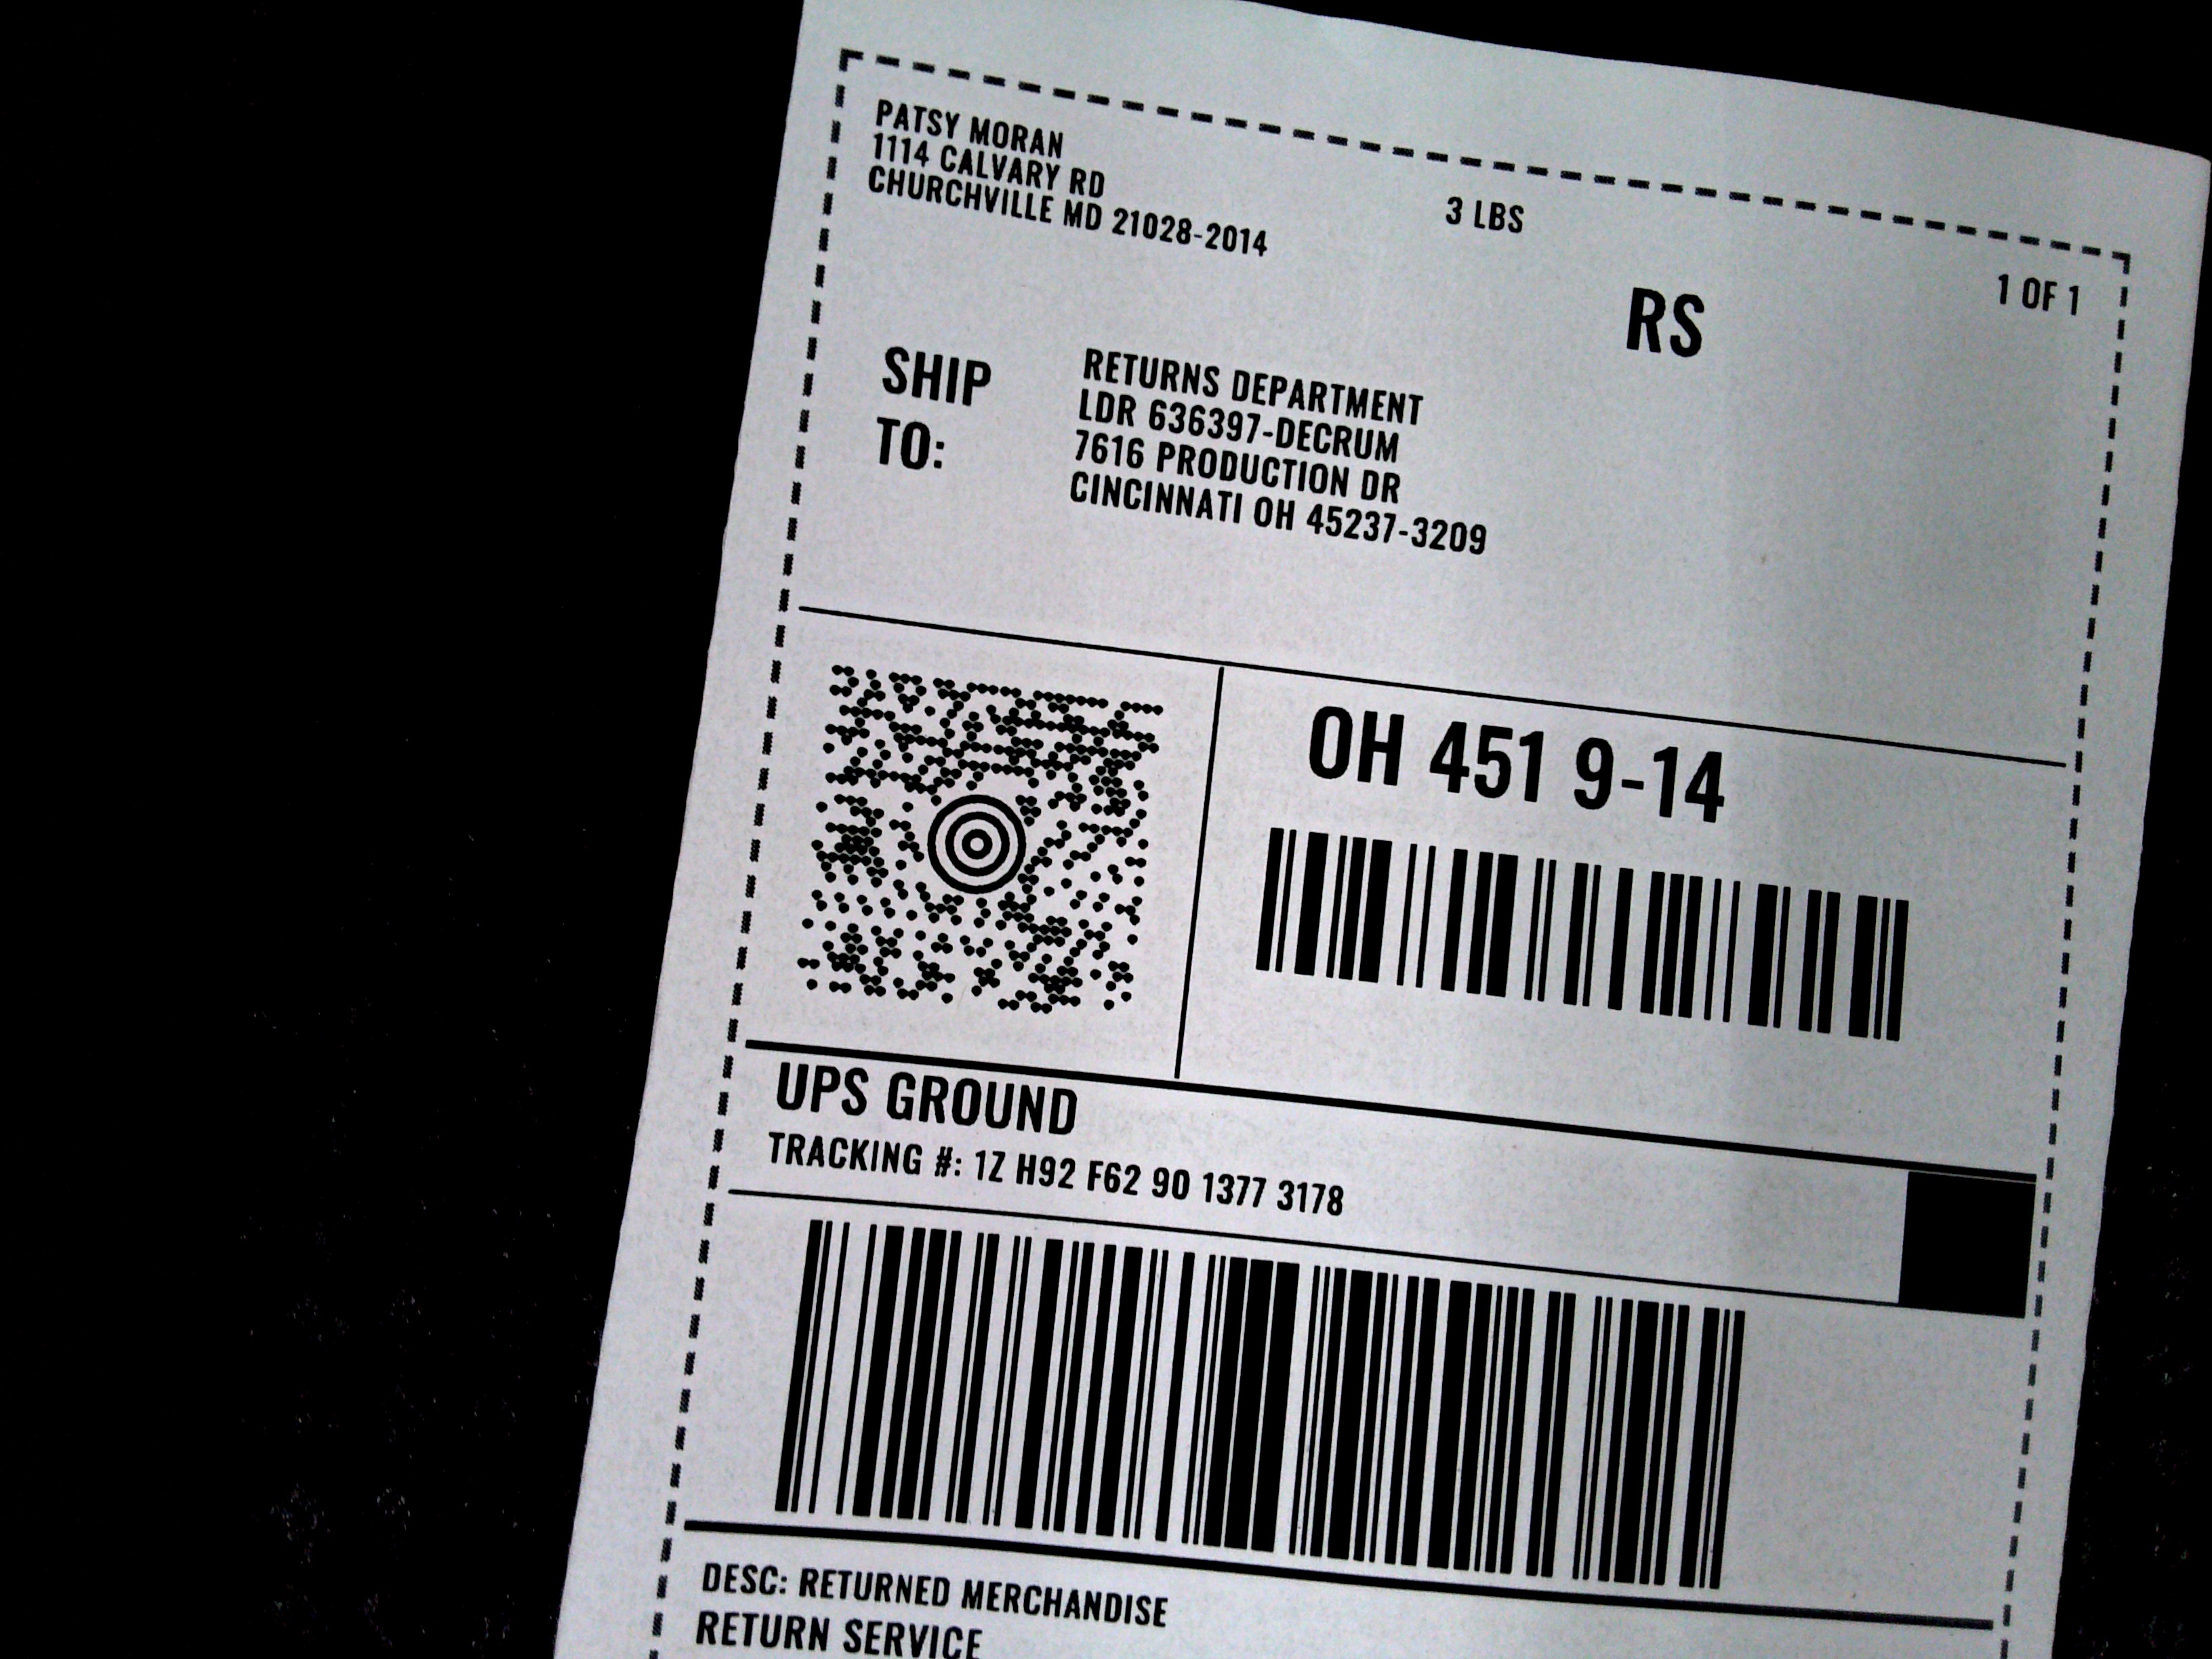 PATSY MORAN
1114 CALVARY RD
CHURCHVILLE MD 21028-2014
3 LBS
1 OF 1
RS
SHIP
TO:
RETURNS DEPARTMENT
LDR 636397-DECRUM
7616 PRODUCTION DR
CINCINNATI OH 45237-3209
OH 451 9-14
UPS GROUND
TRACKING #: 1Z H92 F62 90 1377 3178
DESC: RETURNED MERCHANDISE
RETURN SERVICE